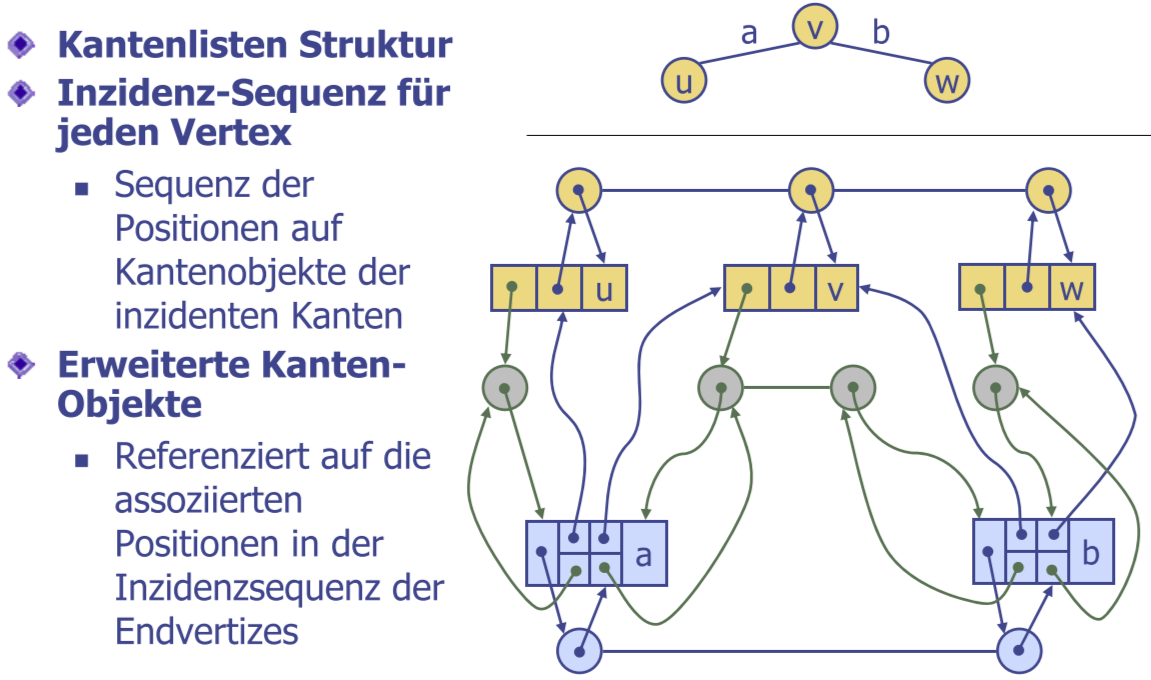 Kantenlisten Struktur
Inzidenz-Sequenz für
jeden Vertex
Sequenz der
Positionen auf
Kantenobjekte der
inzidenten Kanten
Erweiterte Kanten-
Objekte
Referenziert auf die
assoziierten
Positionen in der
Inzidenzsequenz der
Endvertizes
a v b
u w
u v w
a b